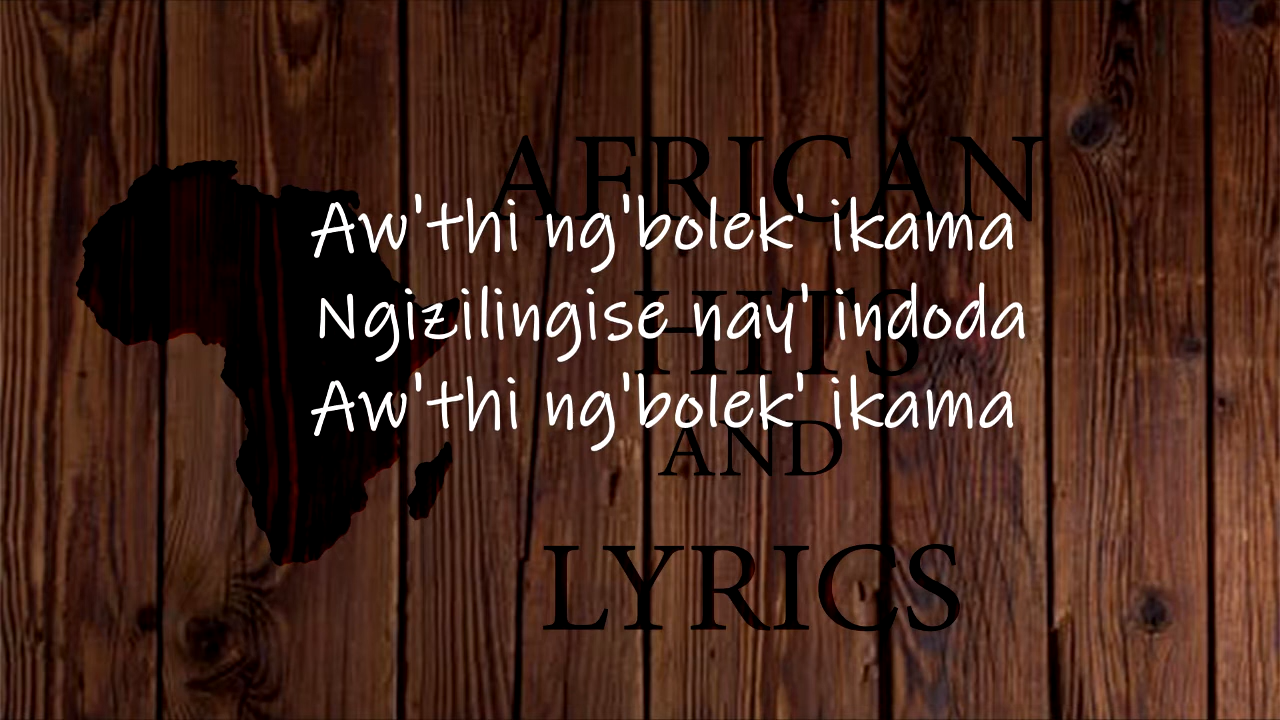 AFRICAN
Aw'thi ng'bolek' ikama
HITS
Ngizilingise nay' indoda
Aw'thi ng'bolek' ikama
AND
LYRICS